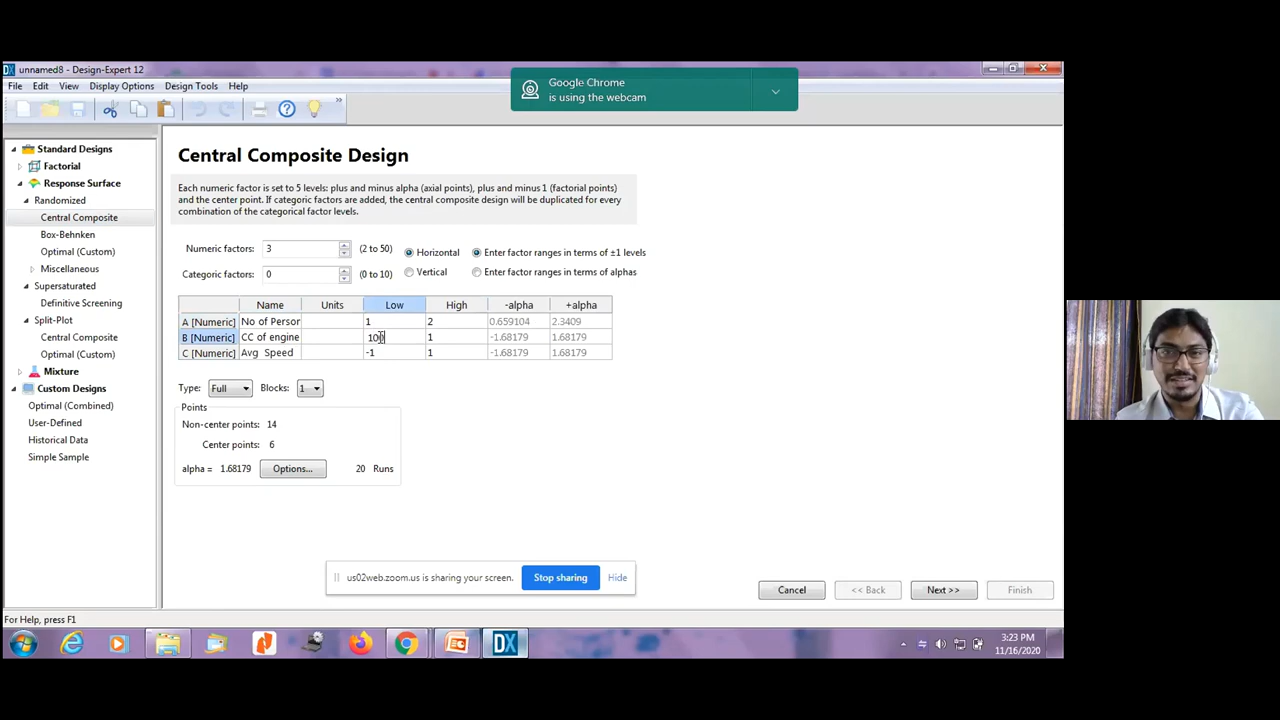 unnamed8 - Design-Expert 12
File Edit View Display Options Design Tools Help
Google Chrome
is using the webcam
Standard Designs
Factorial
Response Surface
Randomized
Central Composite
Box-Behnken
Optimal (Custom)
Miscellaneous
Supersaturated
Definitive Screening
Split-Plot
Central Composite
Optimal (Custom)
Mixture
Custom Designs
Optimal (Combined)
User-Defined
Historical Data
Simple Sample
Central Composite Design
Each numeric factor is set to 5 levels: plus and minus alpha (axial points), plus and minus 1 (factorial points)
and the center point. If categoric factors are added, the central composite design will be duplicated for every
combination of the categorical factor levels.
Numeric factors: 3 (2 to 50) Horizontal Enter factor ranges in terms of ±1 levels
Categoric factors: 0 (0 to 10) Vertical Enter factor ranges in terms of alphas
Name Units Low High -alpha +alpha
A [Numeric] No of Person 1 2 0.659104 2.3409
B [Numeric] CC of engine 100 1 -1.68179 1.68179
C [Numeric] Avg Speed -1 1 -1.68179 1.68179
Type: Full Blocks: 1
Points
Non-center points: 14
Center points: 6
alpha = 1.68179 Options... 20 Runs
us02web.zoom.us is sharing your screen. Stop sharing Hide
Cancel << Back Next >> Finish
For Help, press F1
DX
3:23 PM
11/16/2020